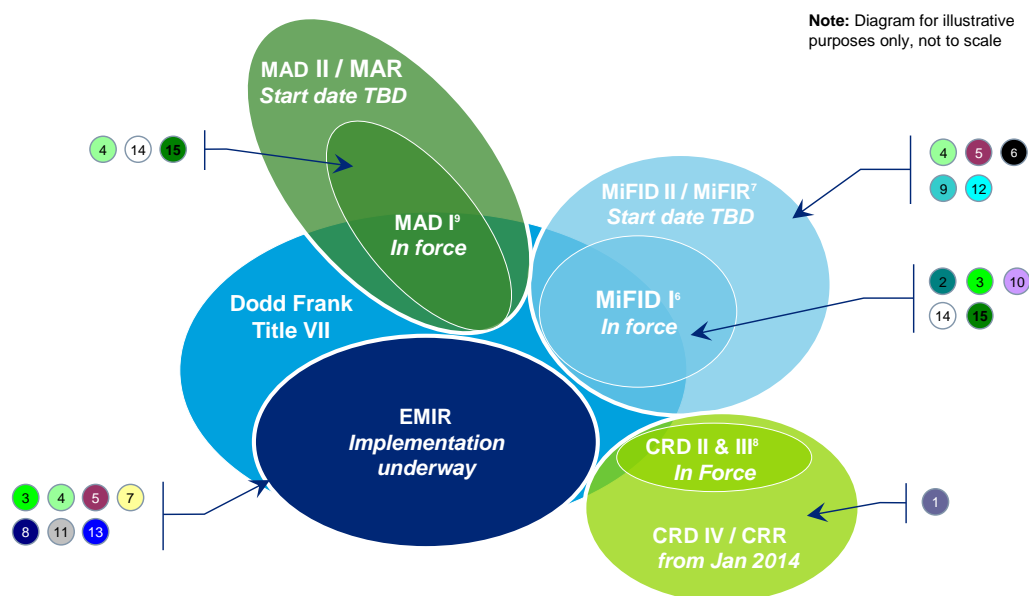 Note: Diagram for illustrative
purposes only, not to scale
MAD II / MAR
Start date TBD
4 14 15
MAD I⁹
In force
MiFID II / MiFIR⁷
Start date TBD
4 5 6
9 12
MiFID I⁶
In force
2 3 10
14 15
Dodd Frank
Title VII
EMIR
Implementation
underway
3 4 5 7
8 11 13
CRD II & III⁸
In Force
CRD IV / CRR
from Jan 2014
1